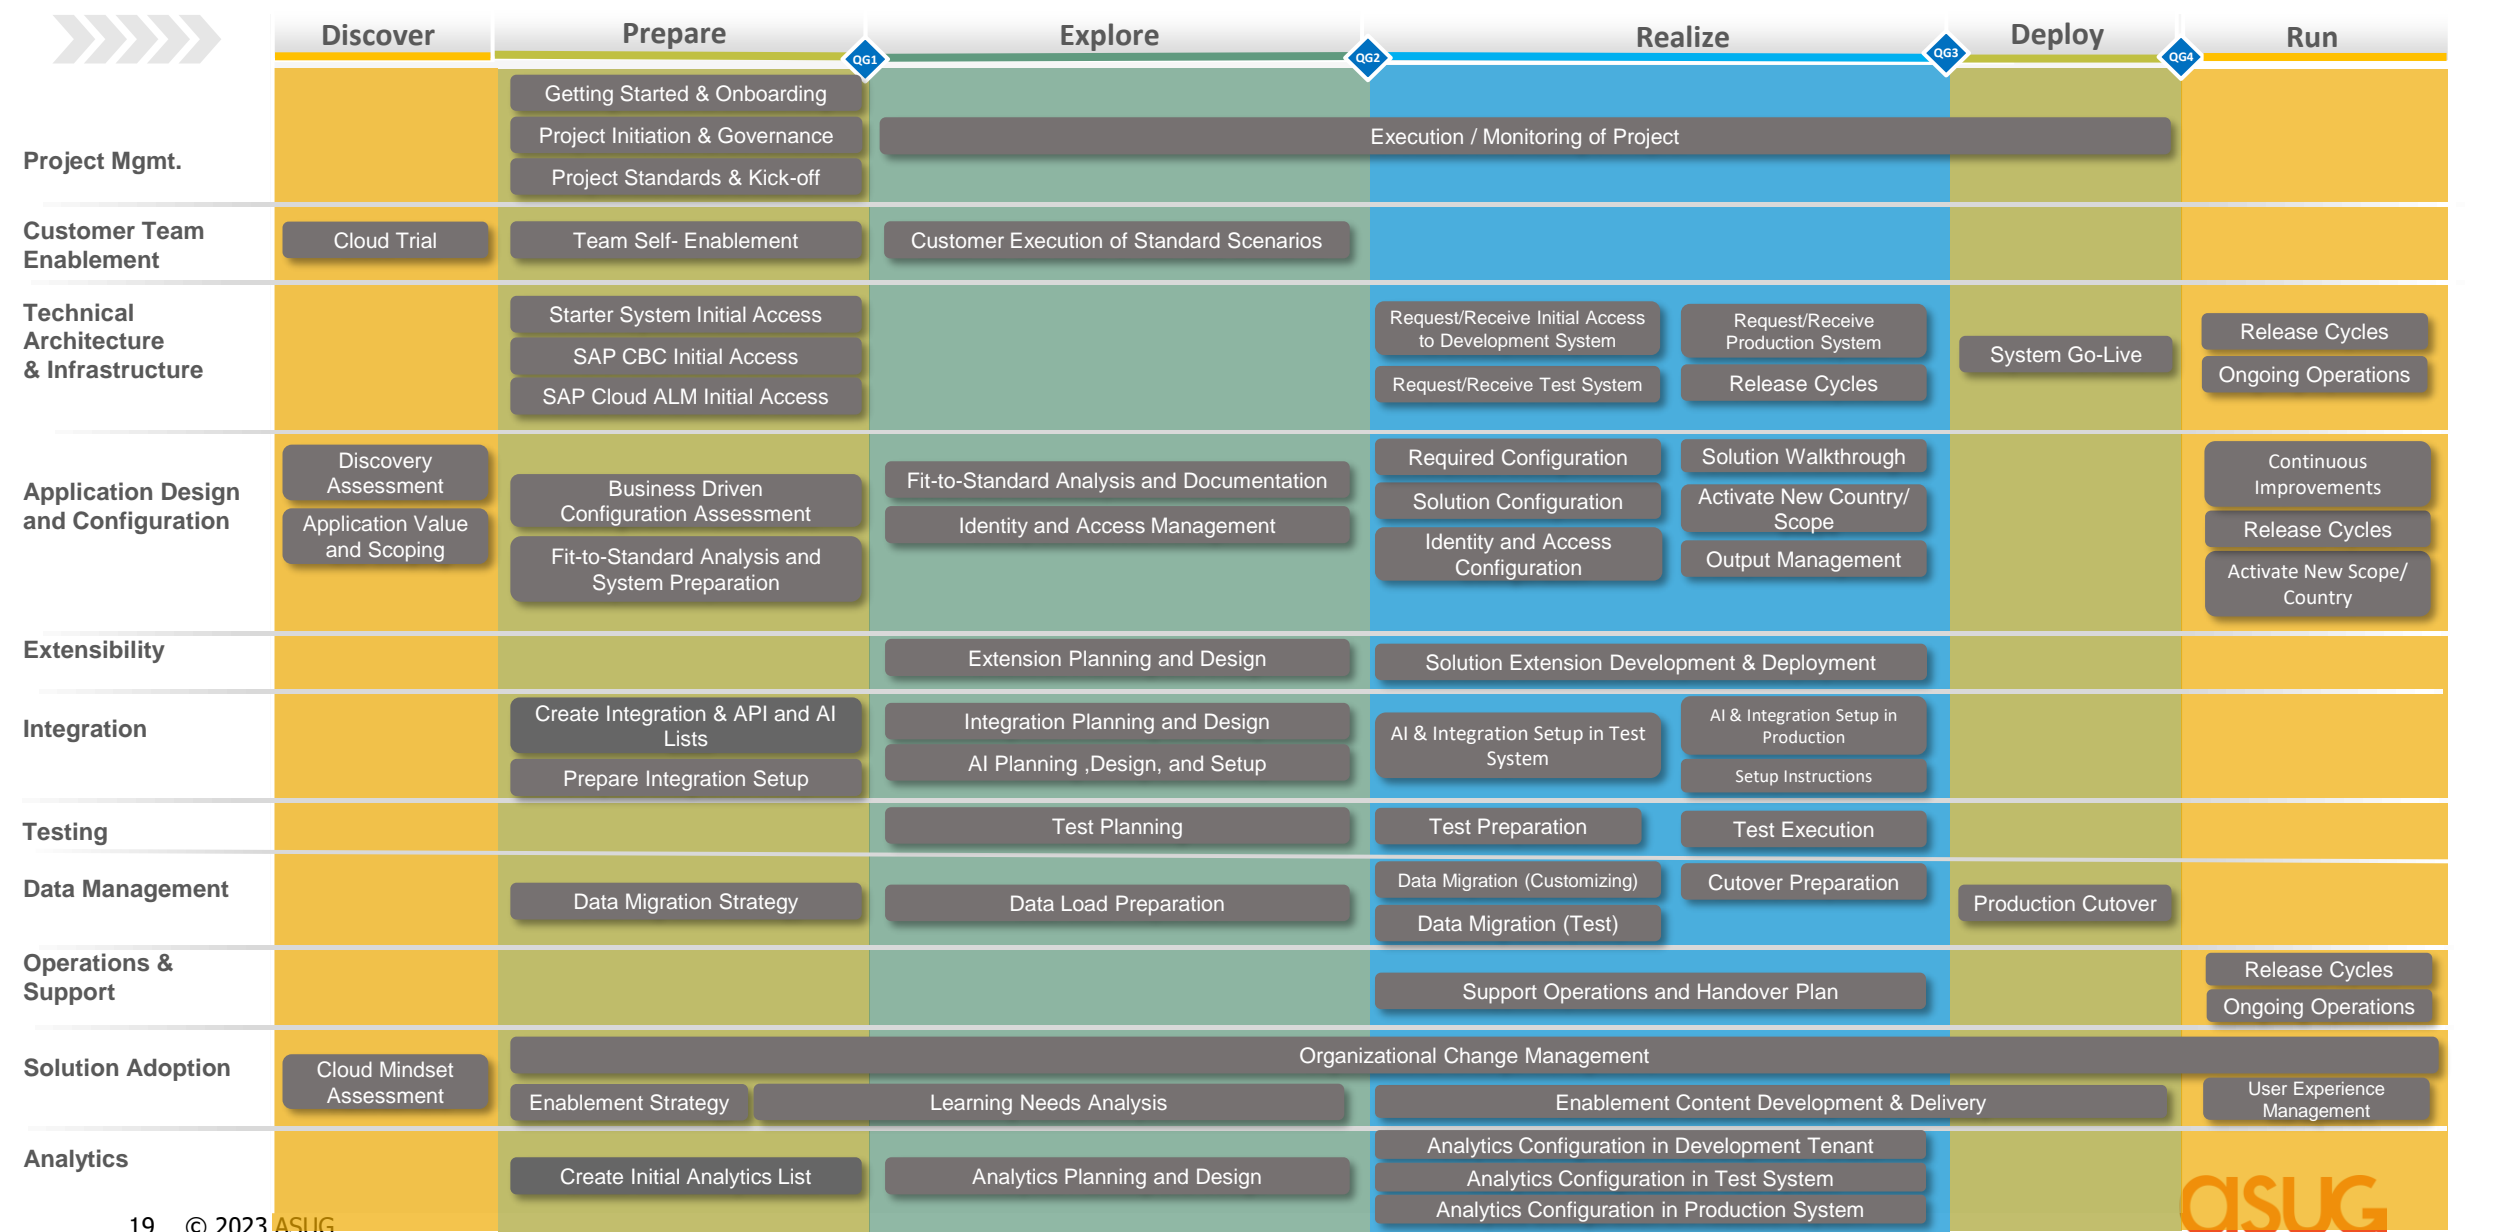 Discover
Prepare
Explore
Realize
Deploy
Run
QG1
QG2
QG3
QG4
Project Mgmt.
Getting Started & Onboarding
Project Initiation & Governance
Project Standards & Kick-off
Execution / Monitoring of Project
Customer Team
Enablement
Cloud Trial
Team Self- Enablement
Customer Execution of Standard Scenarios
Technical
Architecture
& Infrastructure
Starter System Initial Access
SAP CBC Initial Access
SAP Cloud ALM Initial Access
Request/Receive Initial Access
to Development System
Request/Receive Test System
Request/Receive
Production System
Release Cycles
System Go-Live
Release Cycles
Ongoing Operations
Application Design
and Configuration
Discovery
Assessment
Application Value
and Scoping
Business Driven
Configuration Assessment
Fit-to-Standard Analysis and
System Preparation
Fit-to-Standard Analysis and Documentation
Identity and Access Management
Required Configuration
Solution Configuration
Identity and Access
Configuration
Solution Walkthrough
Activate New Country/
Scope
Output Management
Continuous
Improvements
Release Cycles
Activate New Scope/
Country
Extensibility
Extension Planning and Design
Solution Extension Development & Deployment
Integration
Create Integration & API and AI
Lists
Prepare Integration Setup
Integration Planning and Design
AI Planning ,Design, and Setup
AI & Integration Setup in Test
System
AI & Integration Setup in
Production
Setup Instructions
Testing
Test Planning
Test Preparation
Test Execution
Data Management
Data Migration Strategy
Data Load Preparation
Data Migration (Customizing)
Data Migration (Test)
Cutover Preparation
Production Cutover
Operations &
Support
Support Operations and Handover Plan
Release Cycles
Ongoing Operations
Solution Adoption
Cloud Mindset
Assessment
Organizational Change Management
Enablement Strategy
Learning Needs Analysis
Enablement Content Development & Delivery
User Experience
Management
Analytics
Create Initial Analytics List
Analytics Planning and Design
Analytics Configuration in Development Tenant
Analytics Configuration in Test System
Analytics Configuration in Production System
asug
19 © 2023 ASUG